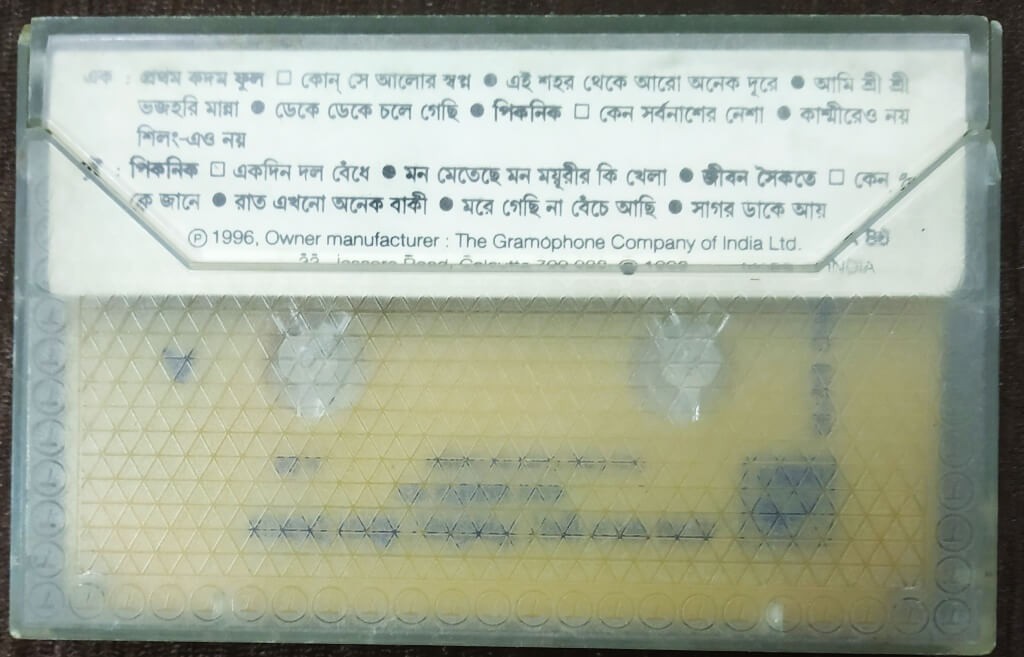 এক : প্রথম কদম ফুল □ কোন্ সে আলোর স্বপ্ন ● এই শহর থেকে আরো অনেক দূরে ● আমি শ্রী শ্রী
ভজহরি মান্না ● ডেকে ডেকে চলে গেছি ● পিকনিক □ কেন সর্বনাশের নেশা ● কাশ্মীরেও নয়
শিলং-এও নয়
: পিকনিক □ একদিন দল বেঁধে ● মন মেতেছে মন ময়ূরীর কি খেলা ● জীবন সৈকতে □ কেন
কে জানে ● রাত এখনো অনেক বাকী ● মরে গেছি না বেঁচে আছি ● সাগর ডাকে আয়
Ⓟ 1996, Owner manufacturer : The Gramophone Company of India Ltd.
INDIA